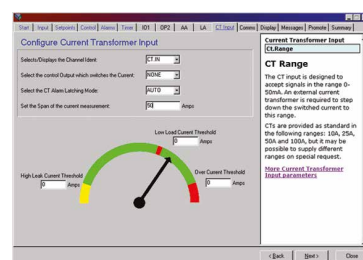 Start Input Setpoints Control Alarms Timer IO1 OP2 AA LA CT Input Comms Display Messages Promote Summary
Configure Current Transformer Input
Selects/Displays the Channel Ident: CT.IN
Select the control Output which switches the Current: NONE
Select the CT Alarm Latching Mode: AUTO
Set the Span of the current measurement: 50 Amps
Low Load Current Threshold
0 Amps
High Leak Current Threshold
0 Amps
Over Current Threshold
0 Amps
Current Transformer Input
Ct.Range
CT Range
The CT input is designed to
accept signals in the range 0-
50mA. An external current
transformer is required to step
down the switched current to
this range.
CTs are provided as standard in
the following ranges: 10A, 25A,
50A and 100A, but it may be
possible to supply different
ranges on special request.
More Current Transformer
Input parameters
< Back Next > Close